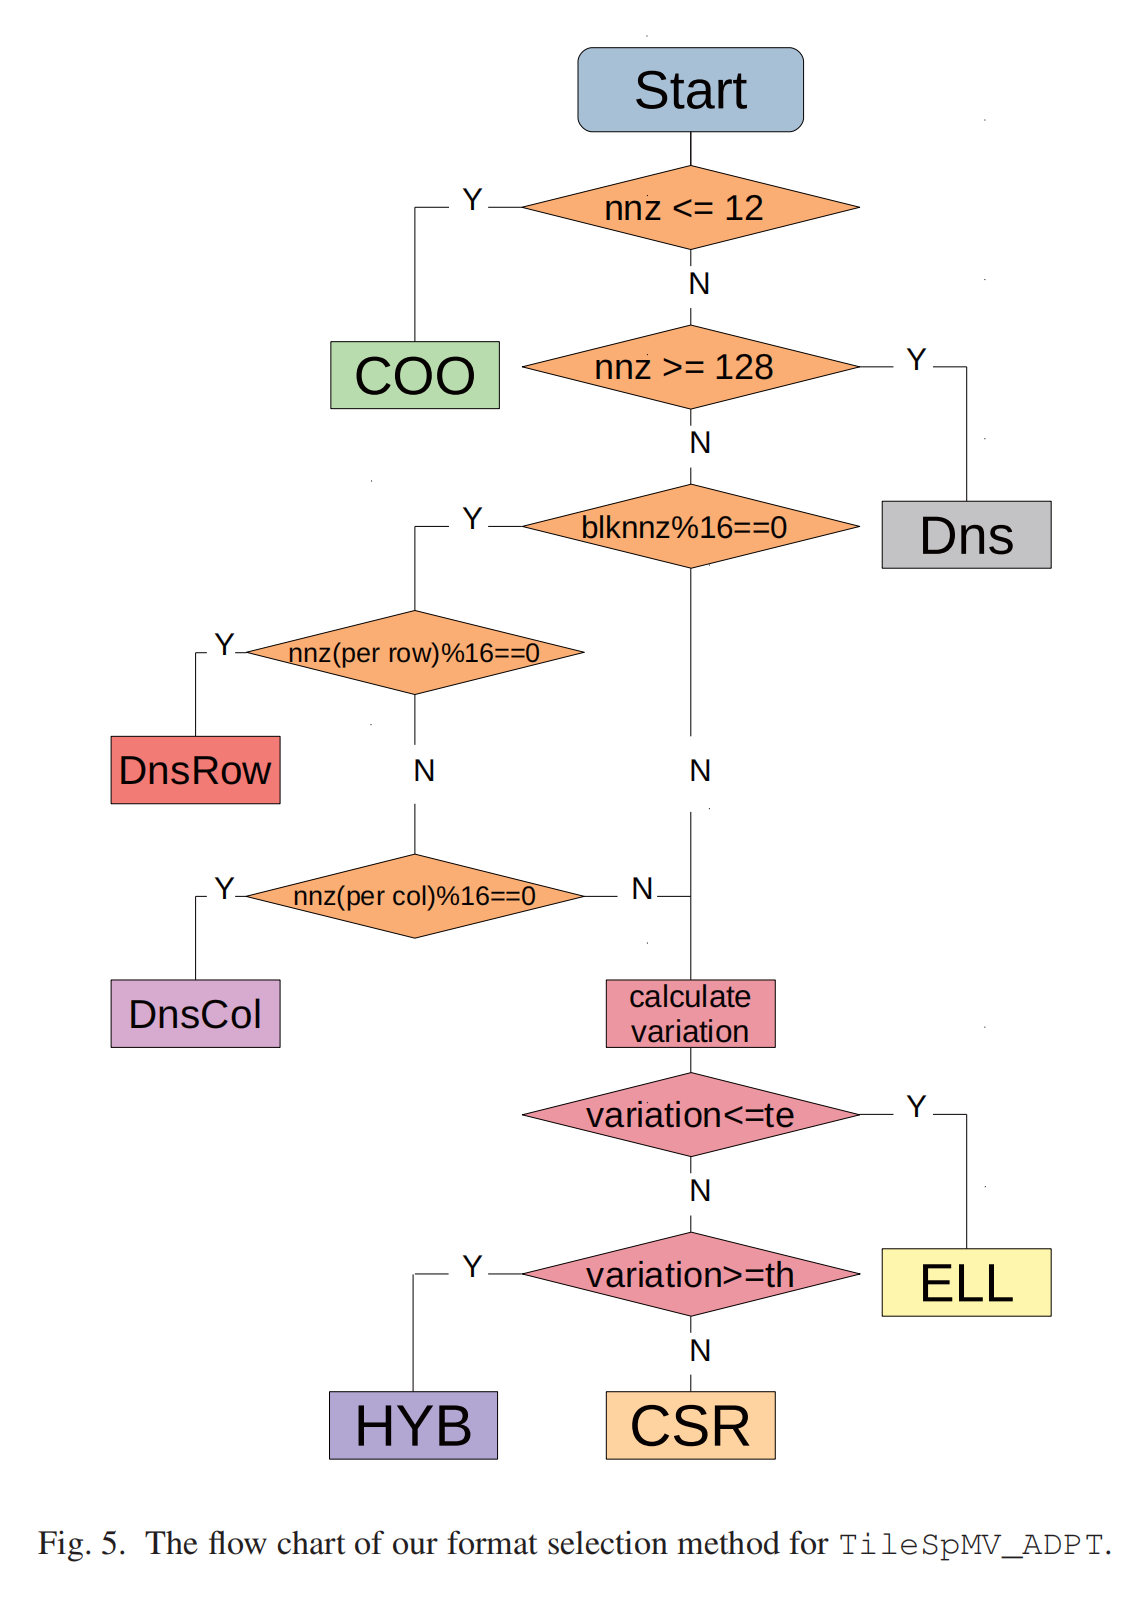 Start
nnz <= 12
Y
N
COO
nnz >= 128
Y
N
Dns
blknnz%16==0
Y
nnz(per row)%16==0
Y
DnsRow
N
N
nnz(per col)%16==0
Y
N
DnsCol
calculate
variation
variation<=te
Y
N
ELL
variation>=th
Y
N
HYB
CSR
Fig. 5. The flow chart of our format selection method for TileSpMV_ADPT.